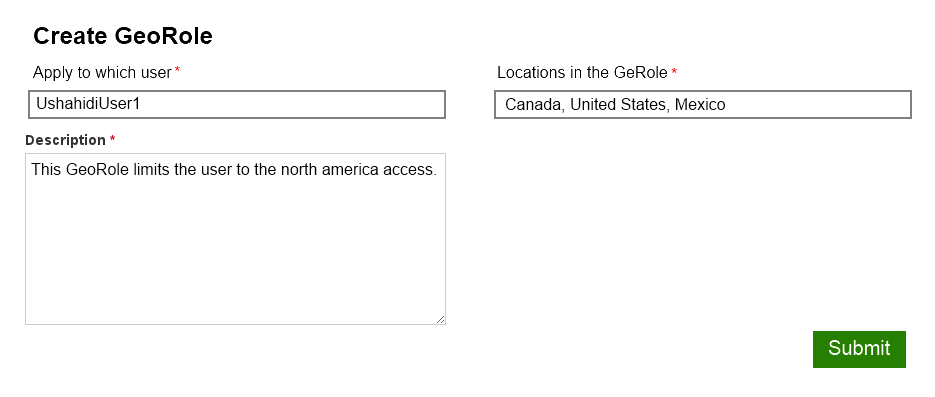 Create GeoRole
Apply to which user *
UshahidiUser1
Locations in the GeRole *
Canada, United States, Mexico
Description *
This GeoRole limits the user to the north america access.
Submit